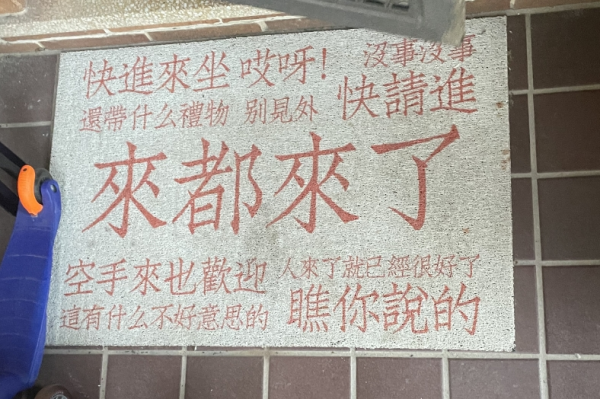 快進來坐 哎呀! 沒事沒事
還帶什么禮物 別見外 快請進
來都來了
空手來也歡迎 人來了就已經很好了
這有什么不好意思的 瞧你說的